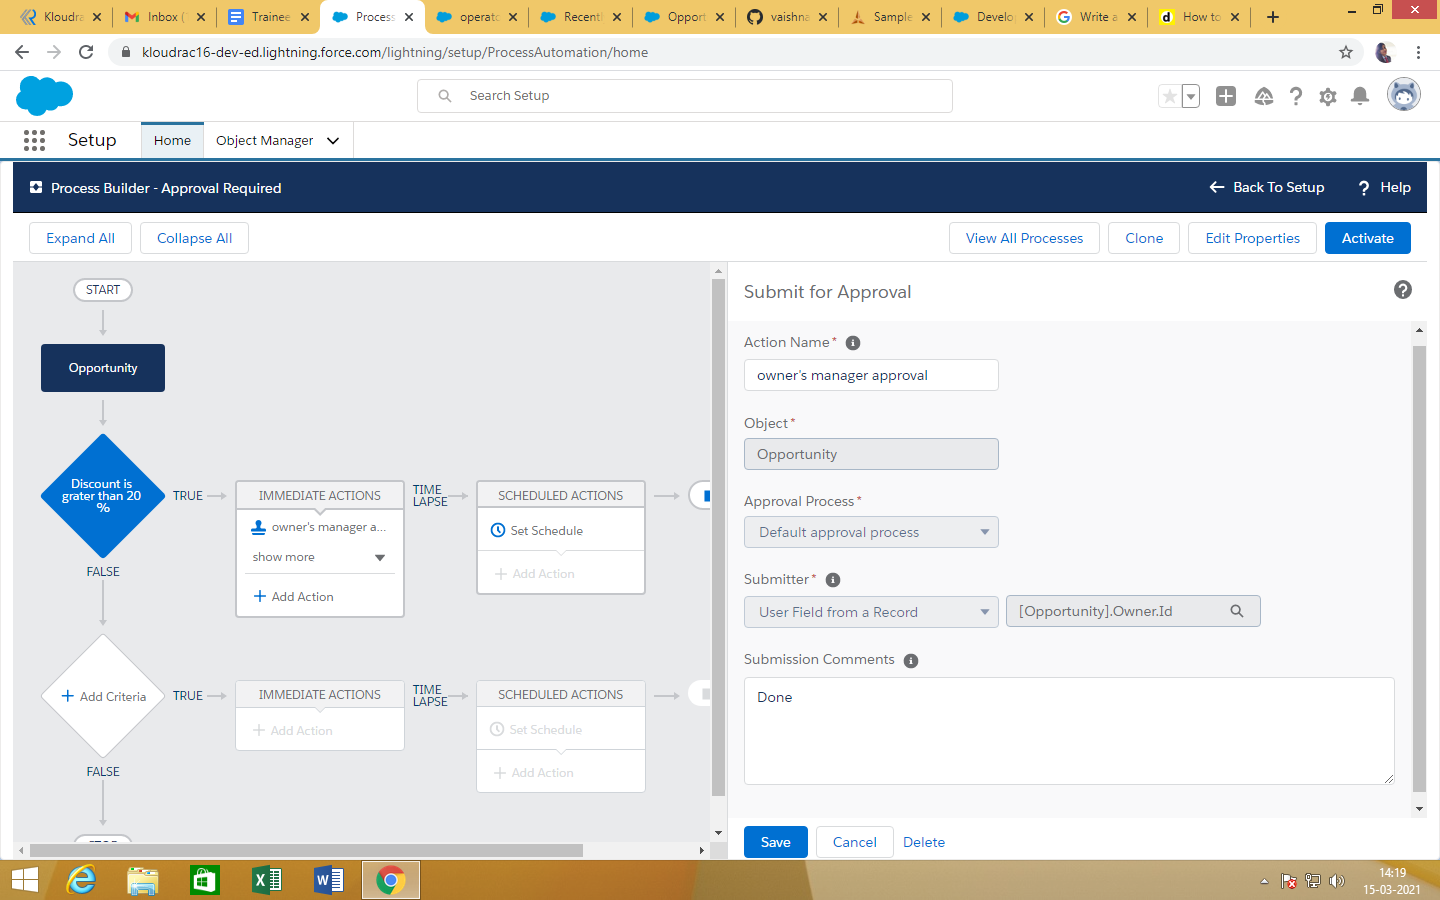 Kloudra
Inbox (
Trainee
Process
operato
Recentl
Opport
vaishna
Sample
Develo
Write a
How to
kloudrac16-dev-ed.lightning.force.com/lightning/setup/ProcessAutomation/home
Search Setup
Setup
Home
Object Manager
Process Builder - Approval Required
Back To Setup
? Help
Expand All
Collapse All
View All Processes
Clone
Edit Properties
Activate
START
Opportunity
Discount is
grater than 20
%
TRUE
IMMEDIATE ACTIONS
owner's manager a...
show more
+ Add Action
TIME
LAPSE
SCHEDULED ACTIONS
Set Schedule
+ Add Action
FALSE
+ Add Criteria
TRUE
IMMEDIATE ACTIONS
+ Add Action
TIME
LAPSE
SCHEDULED ACTIONS
Set Schedule
+ Add Action
FALSE
STOP
Submit for Approval
Action Name*
owner's manager approval
Object*
Opportunity
Approval Process*
Default approval process
Submitter*
User Field from a Record
[Opportunity].Owner.Id
Submission Comments
Done
Save
Cancel
Delete
14:19
15-03-2021